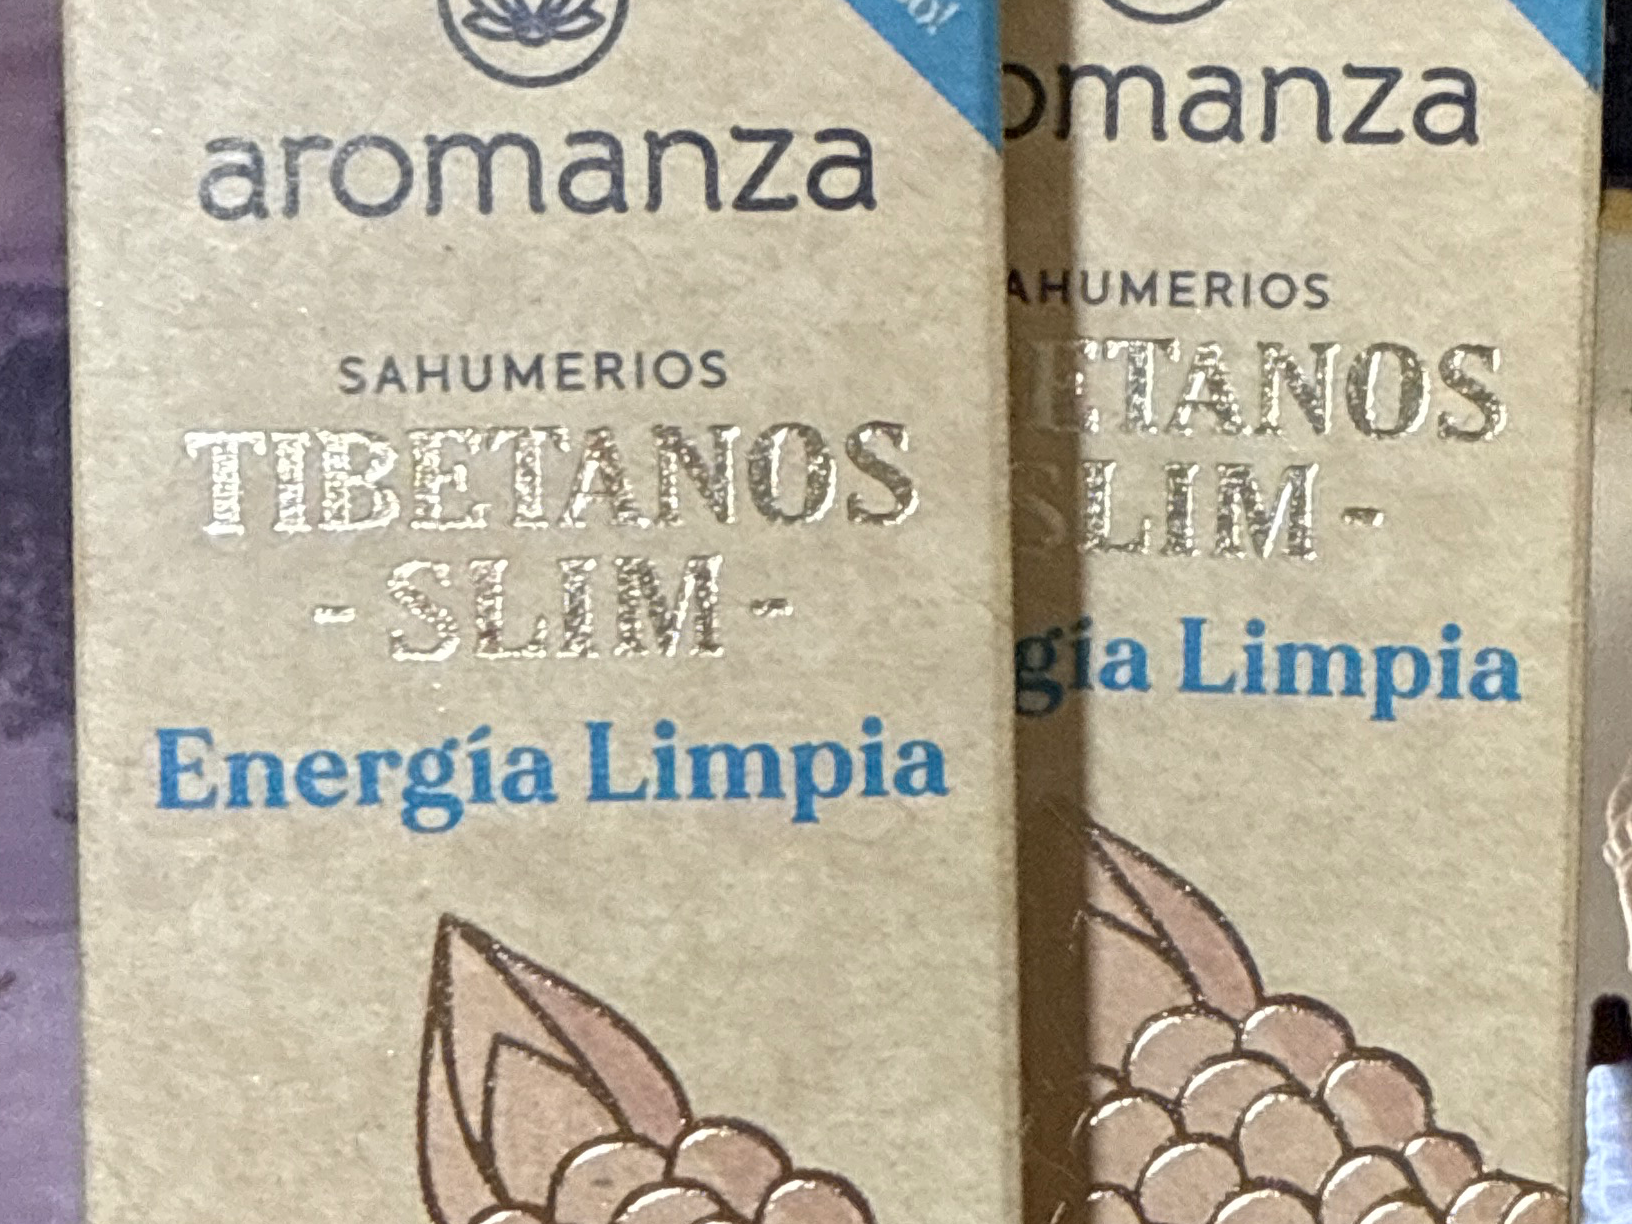 aromanza
SAHUMERIOS
TIBETANOS
- SLIM -
Energía Limpia
omanza
AHUMERIOS
ETANOS
SLIM -
gía Limpia